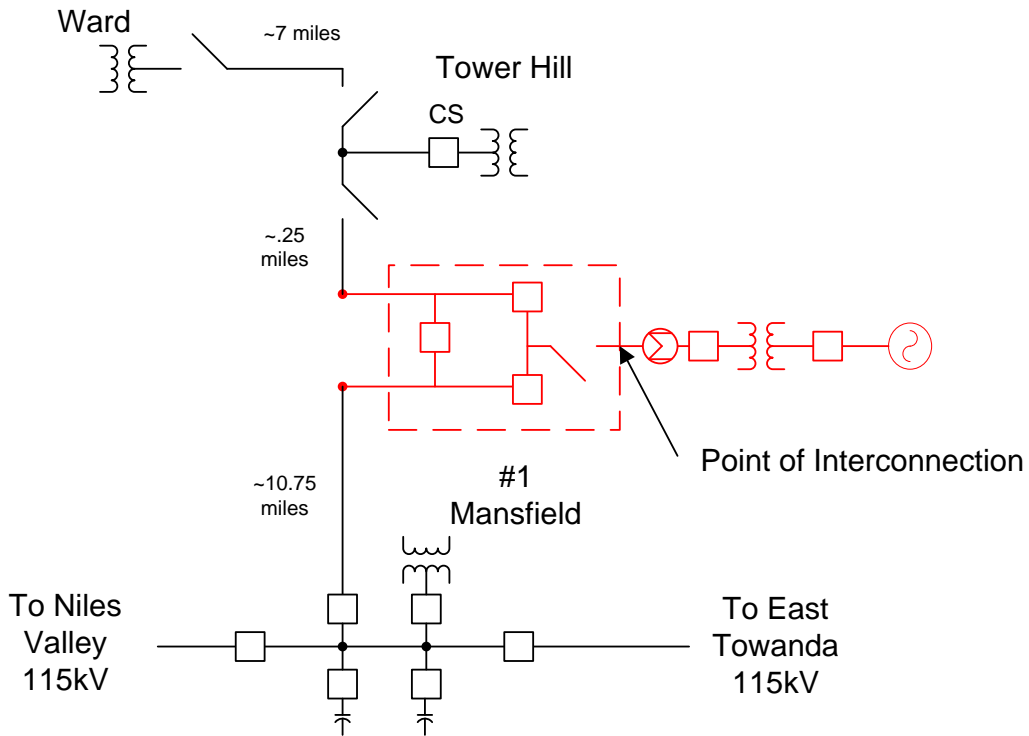 Ward
~7 miles
Tower Hill
CS
~.25
miles
Point of Interconnection
~10.75
miles
#1
Mansfield
To Niles
Valley
115kV
To East
Towanda
115kV